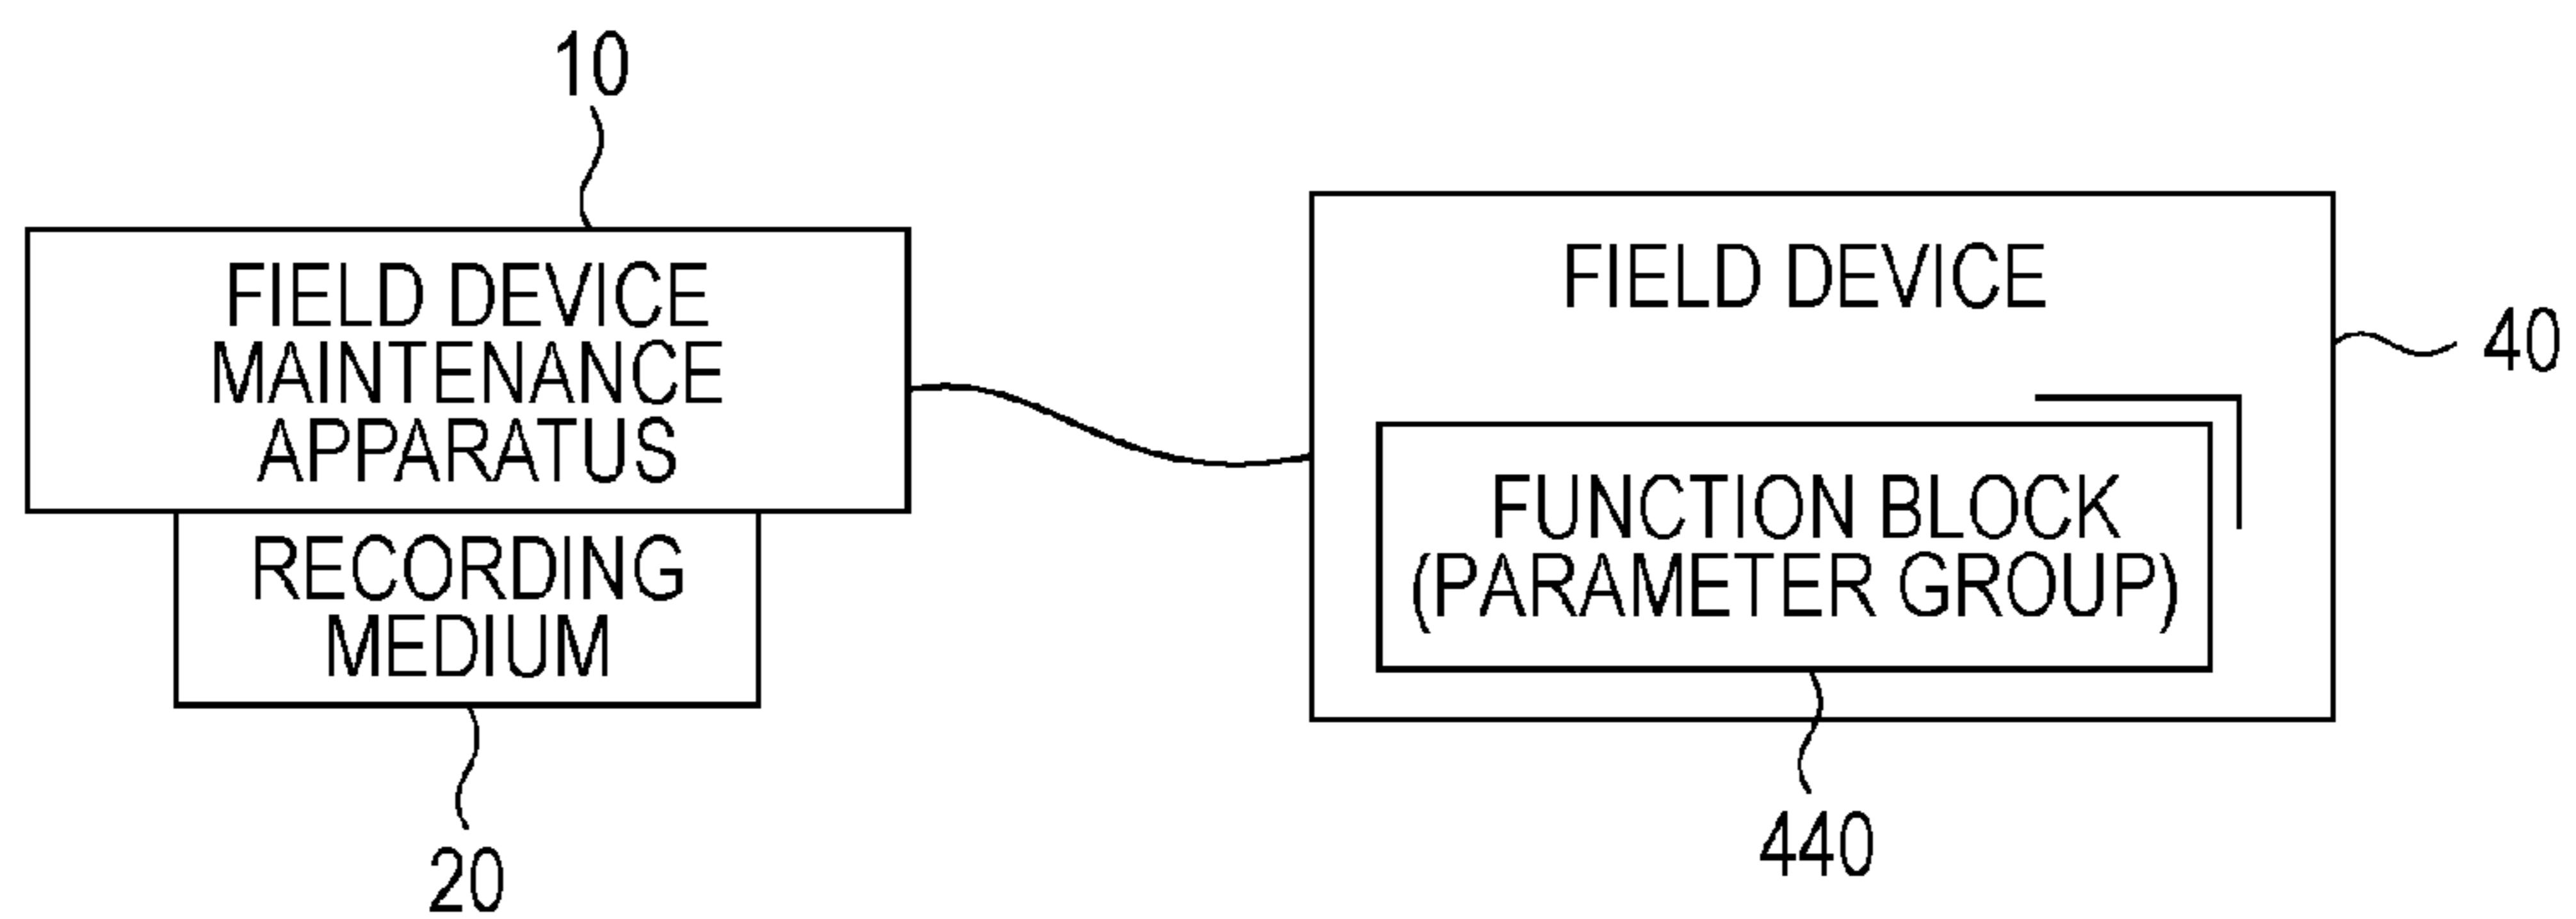 10
FIELD DEVICE
MAINTENANCE
APPARATUS
RECORDING
MEDIUM
20
FIELD DEVICE
40
FUNCTION BLOCK
(PARAMETER GROUP)
440